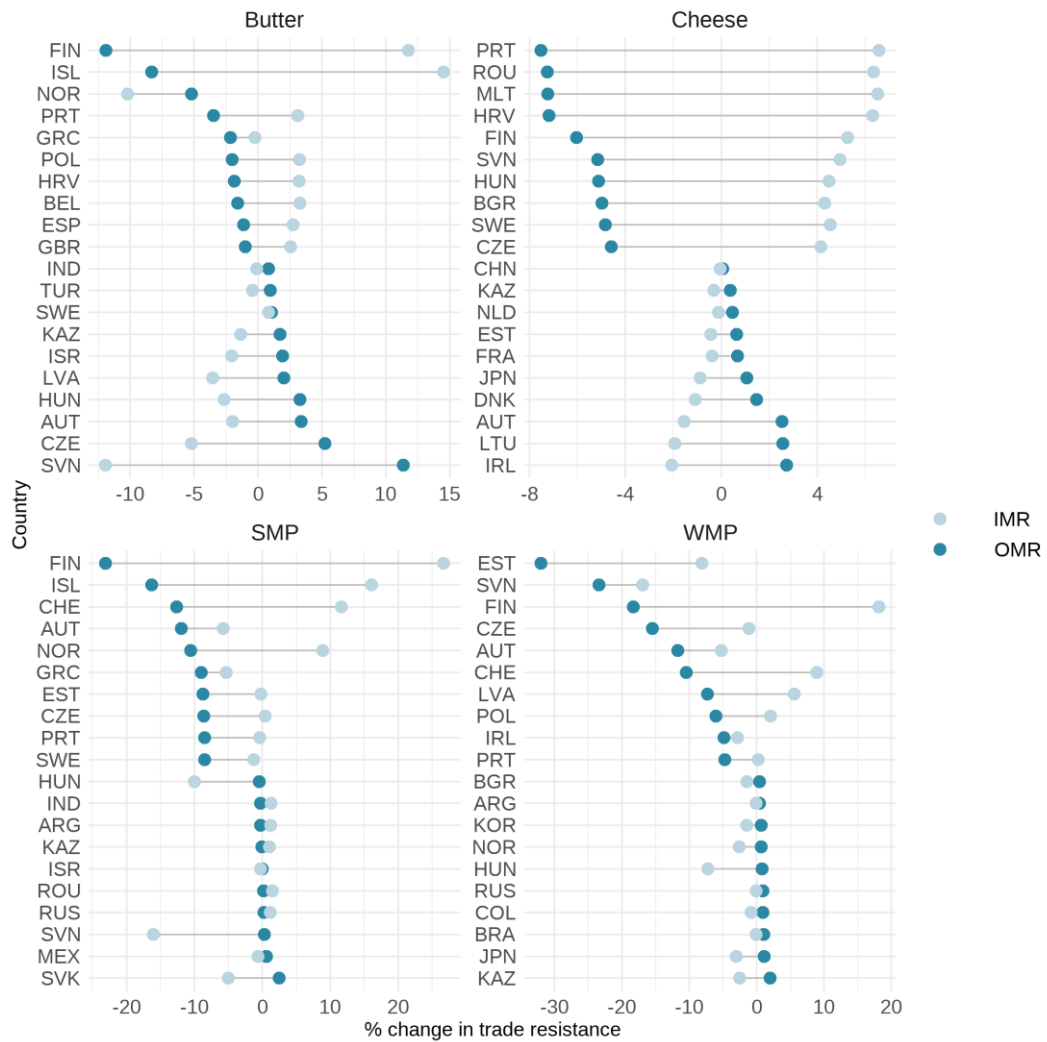 Butter
FIN
ISL
NOR
PRT
GRC
POL
HRV
BEL
ESP
GBR
IND
TUR
SWE
KAZ
ISR
LVA
HUN
AUT
CZE
SVN
-10 -5 0 5 10 15
Cheese
PRT
ROU
MLT
HRV
FIN
SVN
HUN
BGR
SWE
CZE
CHN
KAZ
NLD
EST
FRA
JPN
DNK
AUT
LTU
IRL
-8 -4 0 4
Country
SMP
FIN
ISL
CHE
AUT
NOR
GRC
EST
CZE
PRT
SWE
HUN
IND
ARG
KAZ
ISR
ROU
RUS
SVN
MEX
SVK
-20 -10 0 10 20
WMP
EST
SVN
FIN
CZE
AUT
CHE
LVA
POL
IRL
PRT
BGR
ARG
KOR
NOR
HUN
RUS
COL
BRA
JPN
KAZ
-30 -20 -10 0 10 20
% change in trade resistance
IMR
OMR